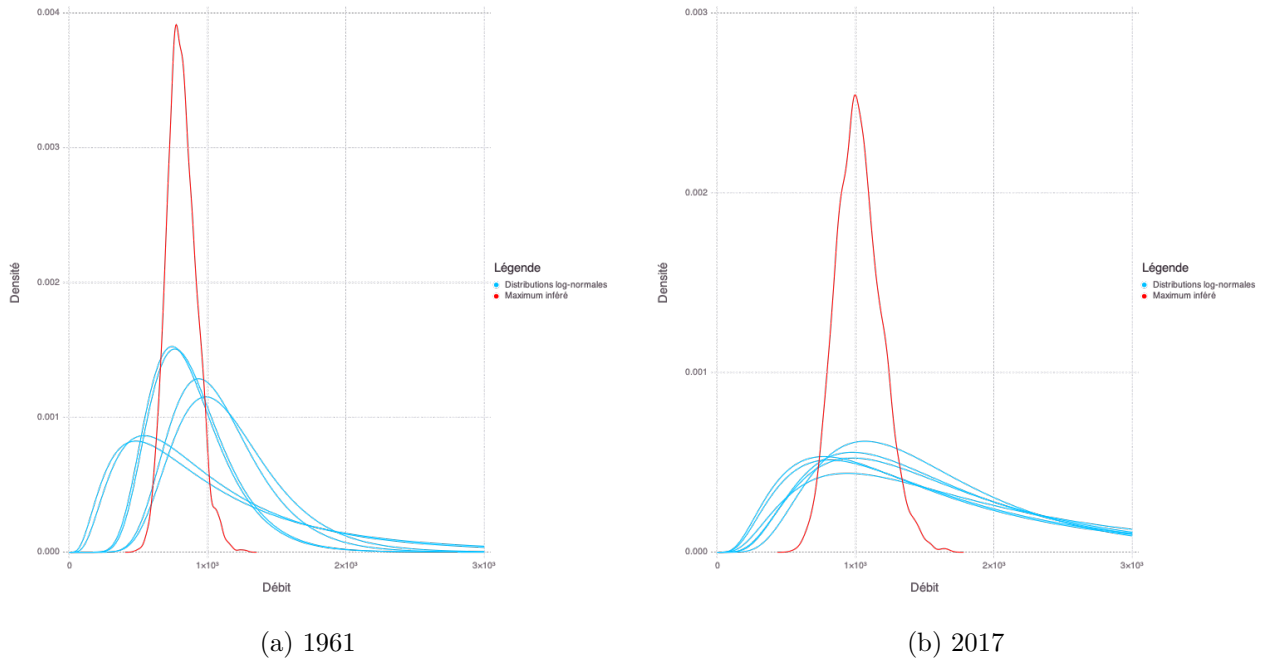 0.004
0.003
0.002
0.001
0.000
Densité
0
1×10³
2×10³
3×10³
Débit
Légende
Distributions log-normales
Maximum inféré
(a) 1961
0.003
0.002
0.001
0.000
Densité
0
1×10³
2×10³
3×10³
Débit
Légende
Distributions log-normales
Maximum inféré
(b) 2017